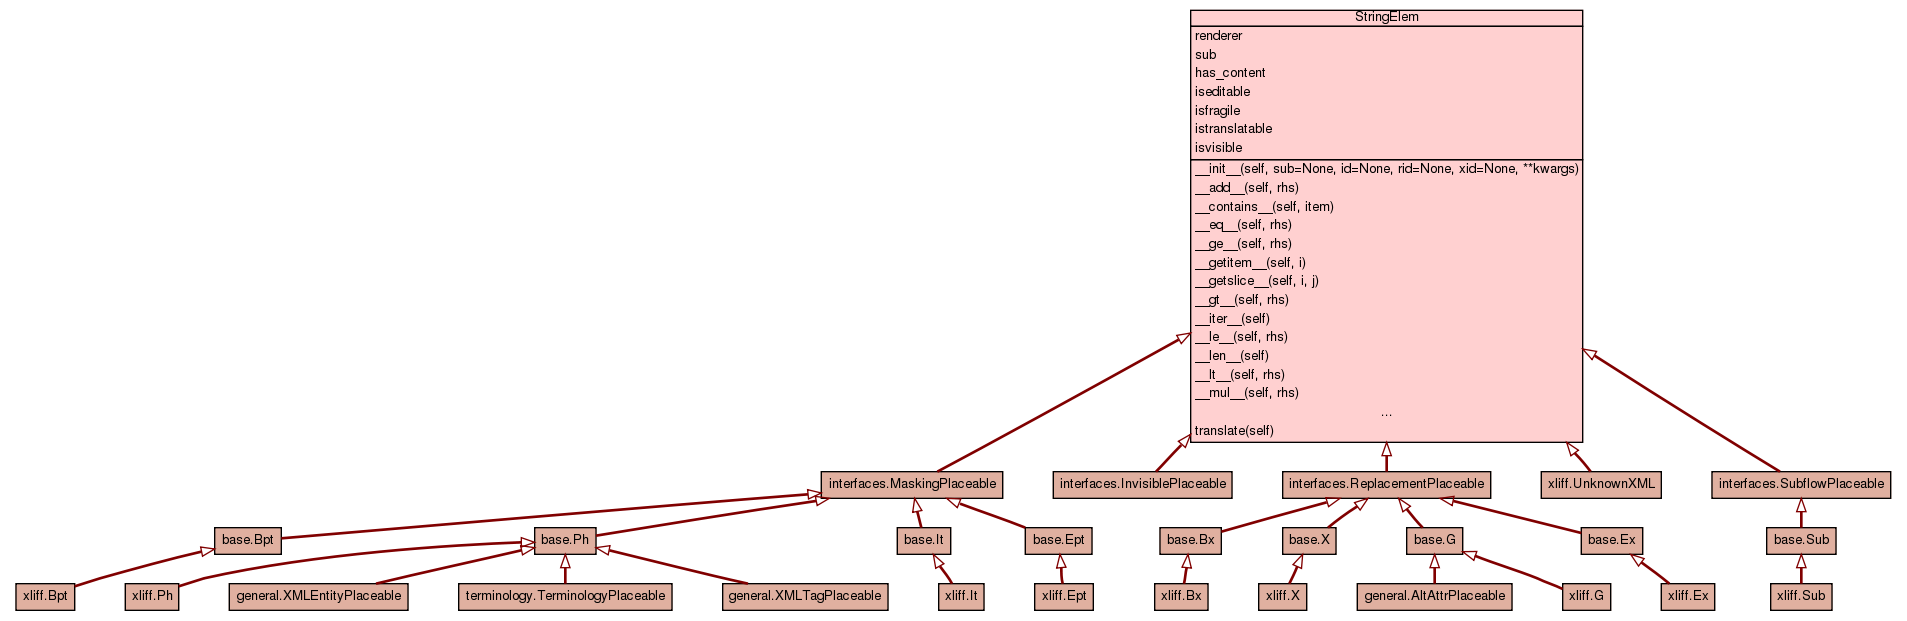 StringElem
renderer
sub
has_content
iseditable
isfragile
istranslatable
isvisible
__init__(self, sub=None, id=None, rid=None, xid=None, **kwargs)
__add__(self, rhs)
__contains__(self, item)
__eq__(self, rhs)
__ge__(self, rhs)
__getitem__(self, i)
__getslice__(self, i, j)
__gt__(self, rhs)
__iter__(self)
__le__(self, rhs)
__len__(self)
__lt__(self, rhs)
__mul__(self, rhs)
...
translate(self)
interfaces.MaskingPlaceable
interfaces.InvisiblePlaceable
interfaces.ReplacementPlaceable
xliff.UnknownXML
interfaces.SubflowPlaceable
base.Bpt
base.Ph
base.It
base.Ept
base.Bx
base.X
base.G
base.Ex
base.Sub
xliff.Bpt
xliff.Ph
general.XMLEntityPlaceable
terminology.TerminologyPlaceable
general.XMLTagPlaceable
xliff.It
xliff.Ept
xliff.Bx
xliff.X
general.AltAttrPlaceable
xliff.G
xliff.Ex
xliff.Sub